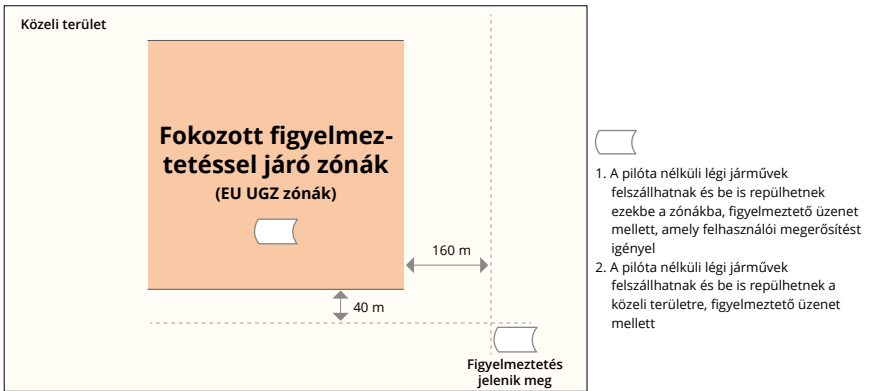 Közeli terület
Fokozott figyelmez-
tetéssel járó zónák
(EU UGZ zónák)
160 m
40 m
Figyelmeztetés
jelenik meg
1. A pilóta nélküli légi járművek
felszállhatnak és be is repülhetnek
ezekbe a zónákba, figyelmeztető üzenet
mellett, amely felhasználói megerősítést
igényel
2. A pilóta nélküli légi járművek
felszállhatnak és be is repülhetnek a
közeli területre, figyelmeztető üzenet
mellett